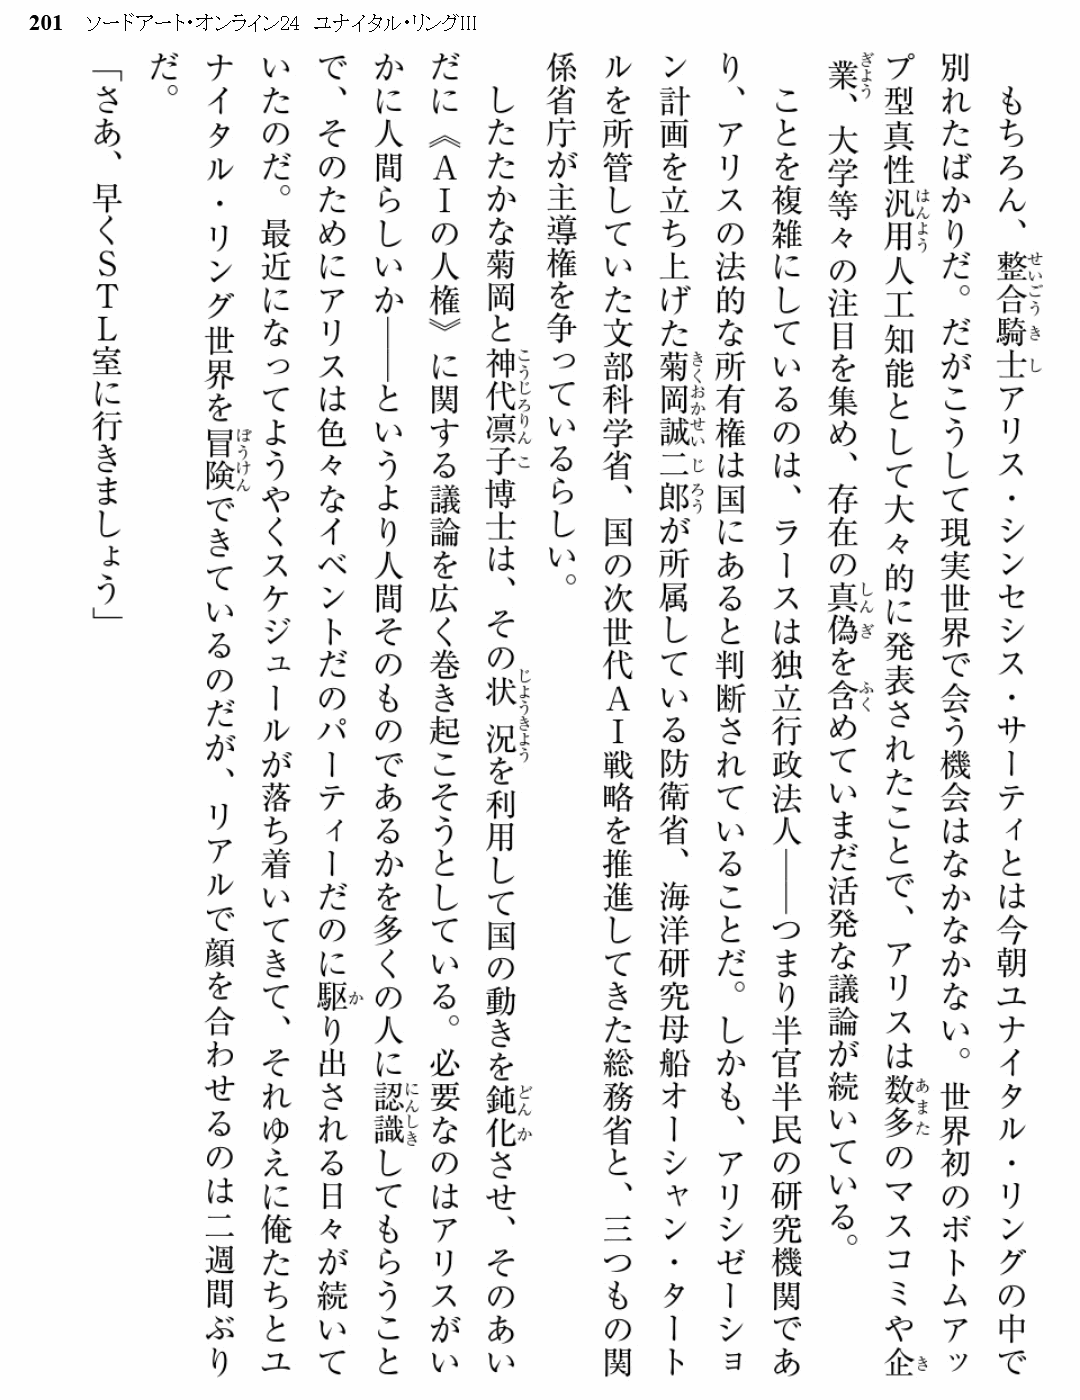 201 ソードアート・オンライン24 ユナイタル・リングIII
もちろん、整合騎士アリス・シンセシス・サーティとは今朝ユナイタル・リングの中で
別れたばかりだ。だがこうして現実世界で会う機会はなかなかない。世界初のボトムアッ
プ型真性汎用人工知能として大々的に発表されたことで、アリスは数多のマスコミや企
業、大学等々の注目を集め、存在の真偽を含めていまだ活発な議論が続いている。
ことを複雑にしているのは、ラースは独立行政法人――つまり半官半民の研究機関であ
り、アリスの法的な所有権は国にあると判断されていることだ。しかも、アリシゼーショ
ン計画を立ち上げた菊岡誠二郎が所属している防衛省、海洋研究母船オーシャン・タート
ルを所管していた文部科学省、国の次世代ＡＩ戦略を推進してきた総務省と、三つもの関
係省庁が主導権を争っているらしい。
したたかな菊岡と神代凛子博士は、その状況を利用して国の動きを鈍化させ、そのあい
だに《ＡＩの人権》に関する議論を広く巻き起こそうとしている。必要なのはアリスがい
かに人間らしいか――というより人間そのものであるかを多くの人に認識してもらうこと
で、そのためにアリスは色々なイベントだのパーティーだのに駆り出される日々が続いて
いたのだ。最近になってようやくスケジュールが落ち着いてきて、それゆえに俺たちとユ
ナイタル・リング世界を冒険できているのだが、リアルで顔を合わせるのは二週間ぶり
だ。
「さあ、早くＳＴＬ室に行きましょう」